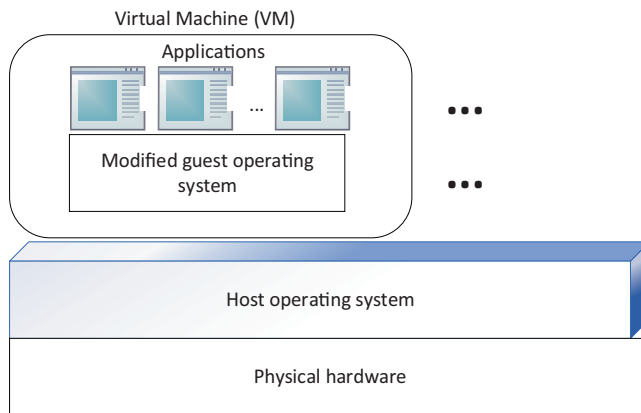 Virtual Machine (VM)
Applications
...
...
Modified guest operating
system
...
Host operating system
Physical hardware